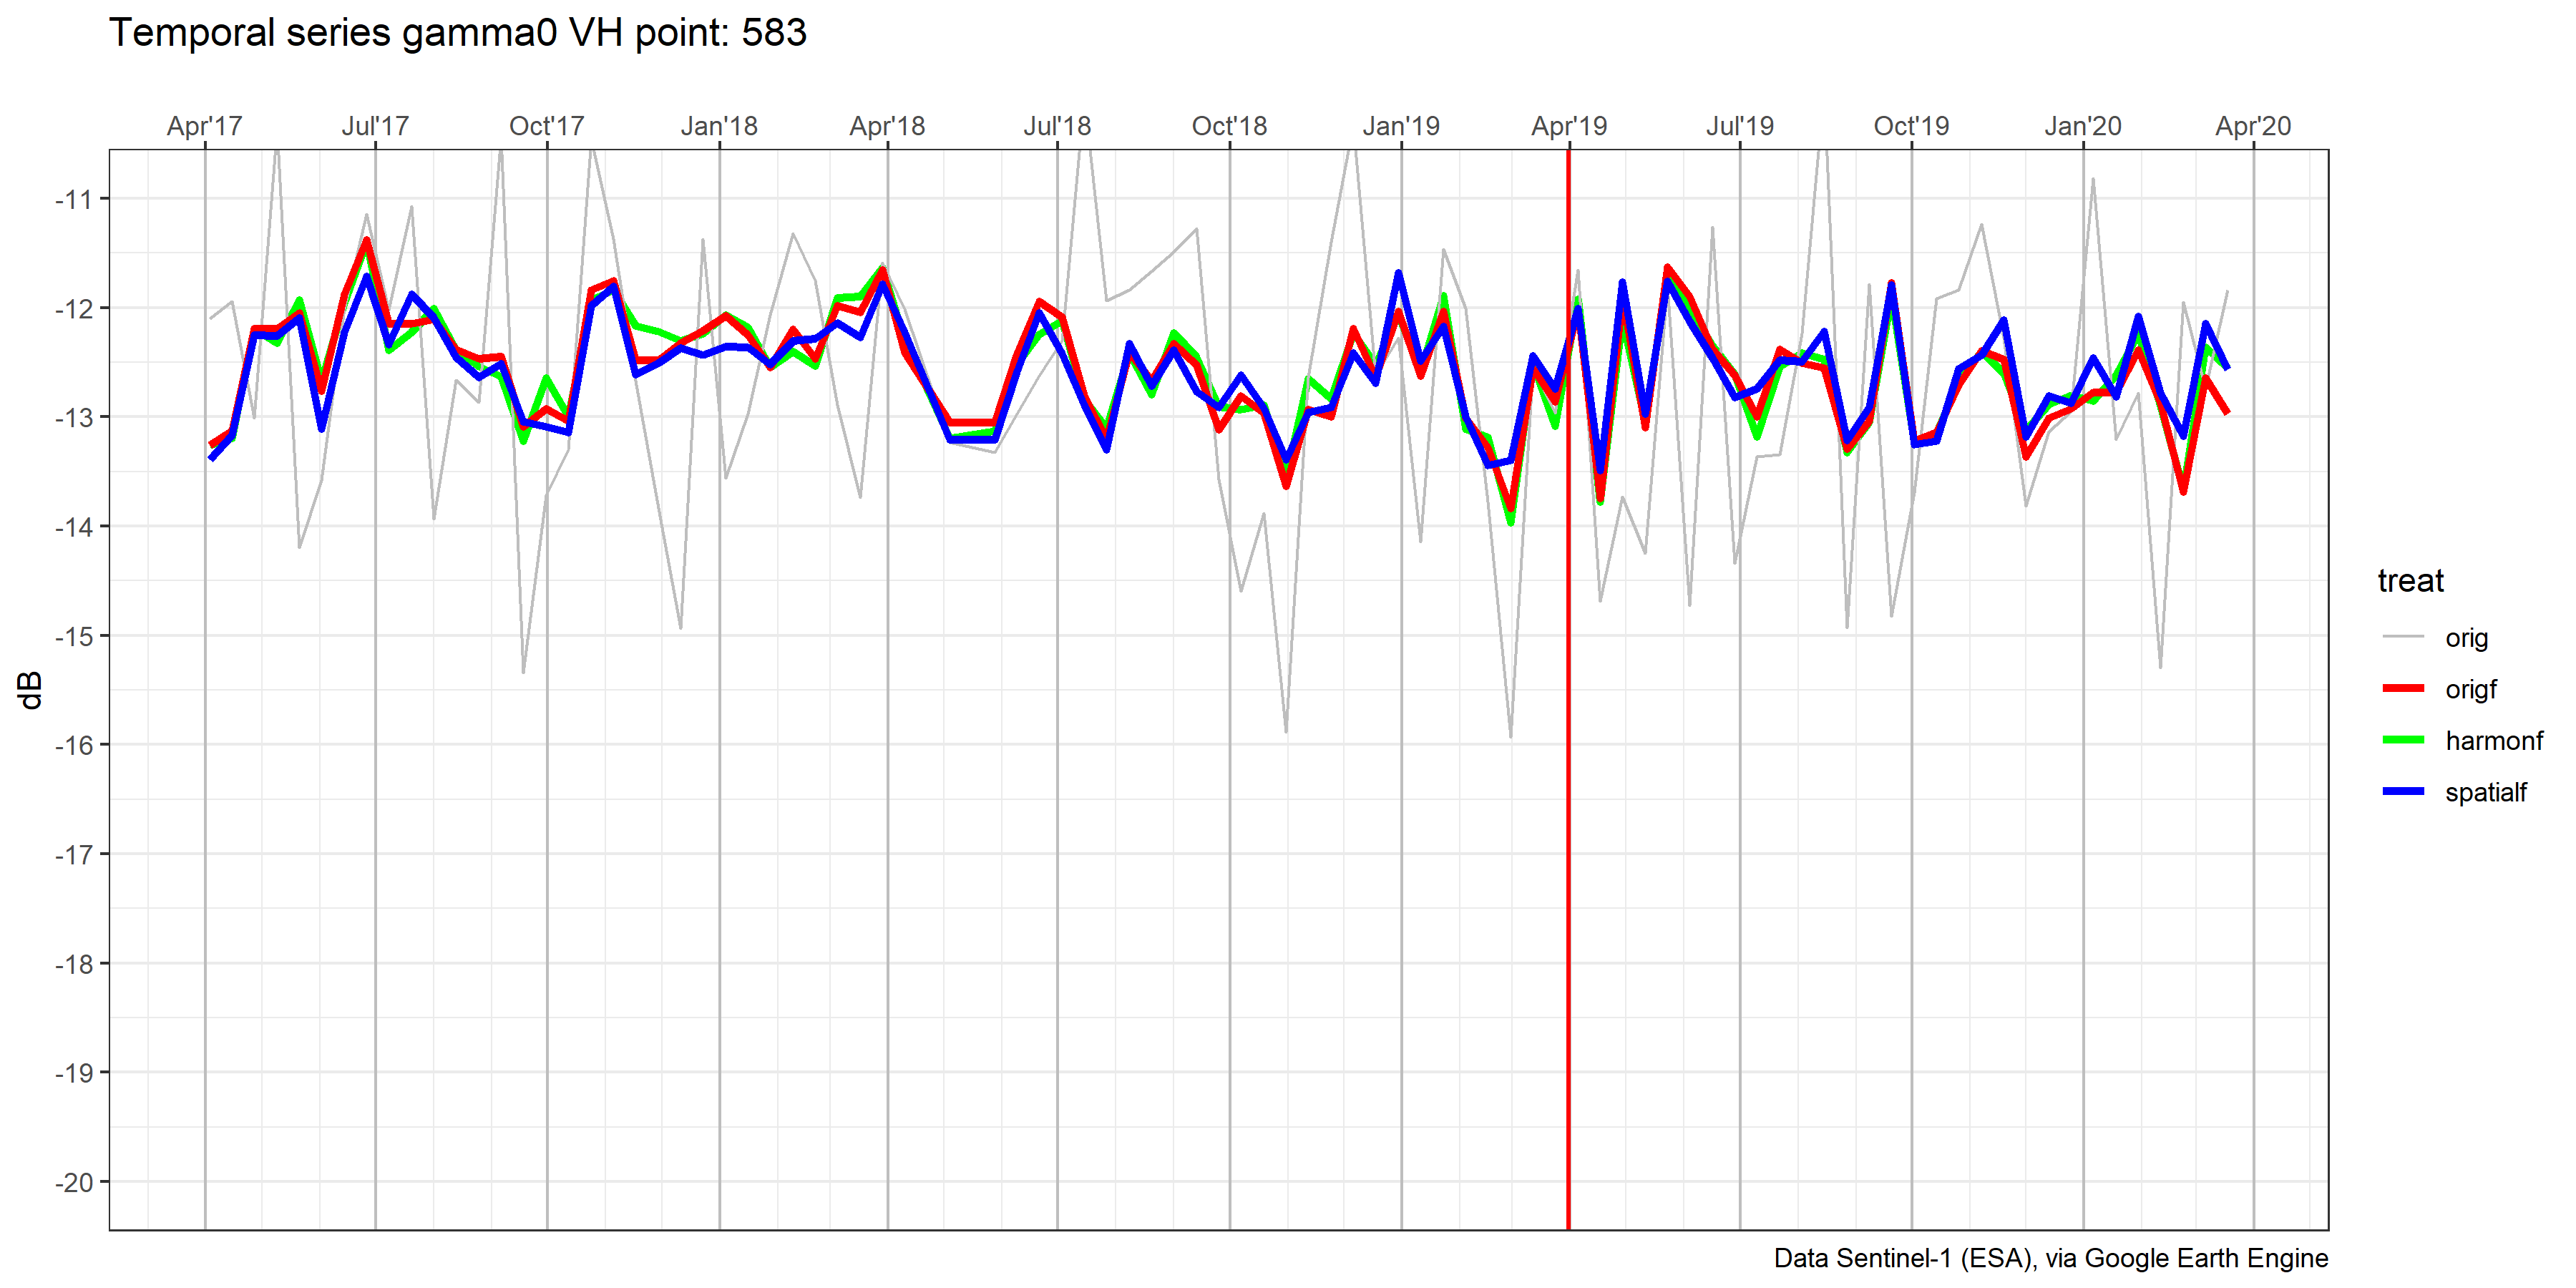 Temporal series gamma0 VH point: 583
Apr'17 Jul'17 Oct'17 Jan'18 Apr'18 Jul'18 Oct'18 Jan'19 Apr'19 Jul'19 Oct'19 Jan'20 Apr'20
-11
-12
-13
-14
-15
-16
-17
-18
-19
-20
dB
treat
orig
origf
harmonf
spatialf
Data Sentinel-1 (ESA), via Google Earth Engine